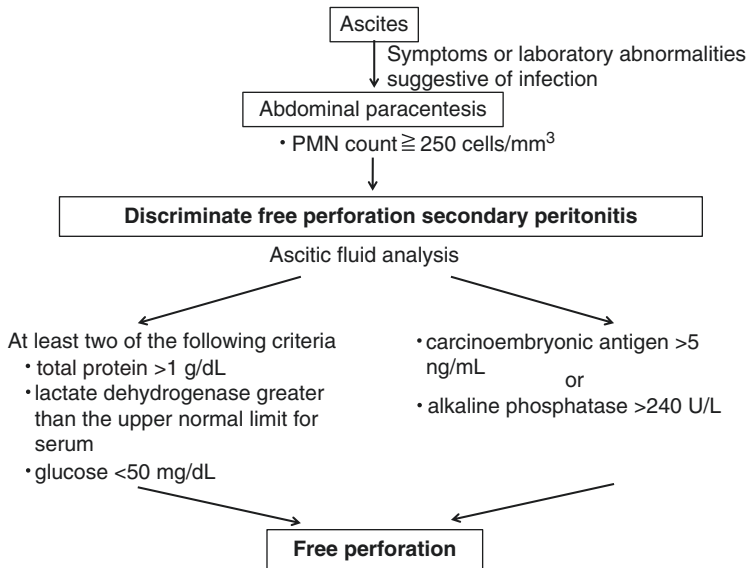 Ascites
Symptoms or laboratory abnormalities
suggestive of infection
Abdominal paracentesis
・PMN count ≧ 250 cells/mm³
Discriminate free perforation secondary peritonitis
Ascitic fluid analysis
At least two of the following criteria
・total protein >1 g/dL
・lactate dehydrogenase greater
than the upper normal limit for
serum
・glucose <50 mg/dL
・carcinoembryonic antigen >5
ng/mL
or
・alkaline phosphatase >240 U/L
Free perforation